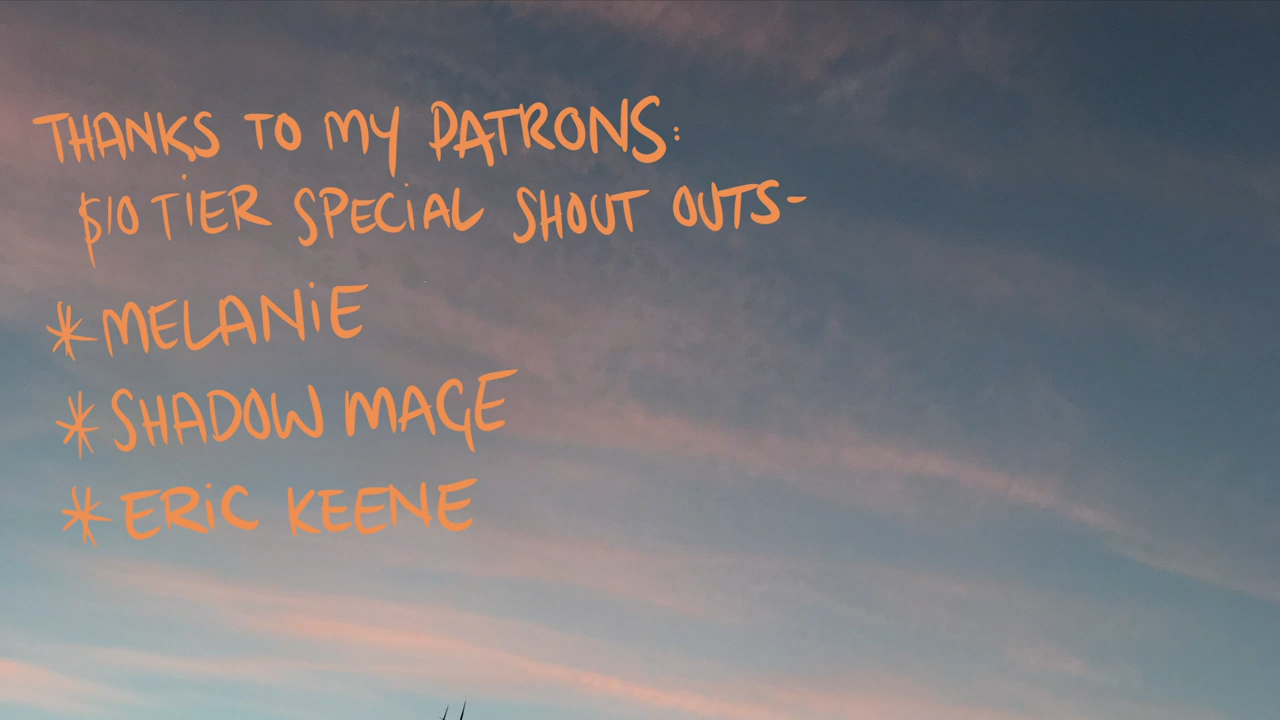 THANKS TO MY PATRONS:
$10 TIER SPECIAL SHOUT OUTS-
* MELANIE
* SHADOW MAGE
* ERIC KEENE